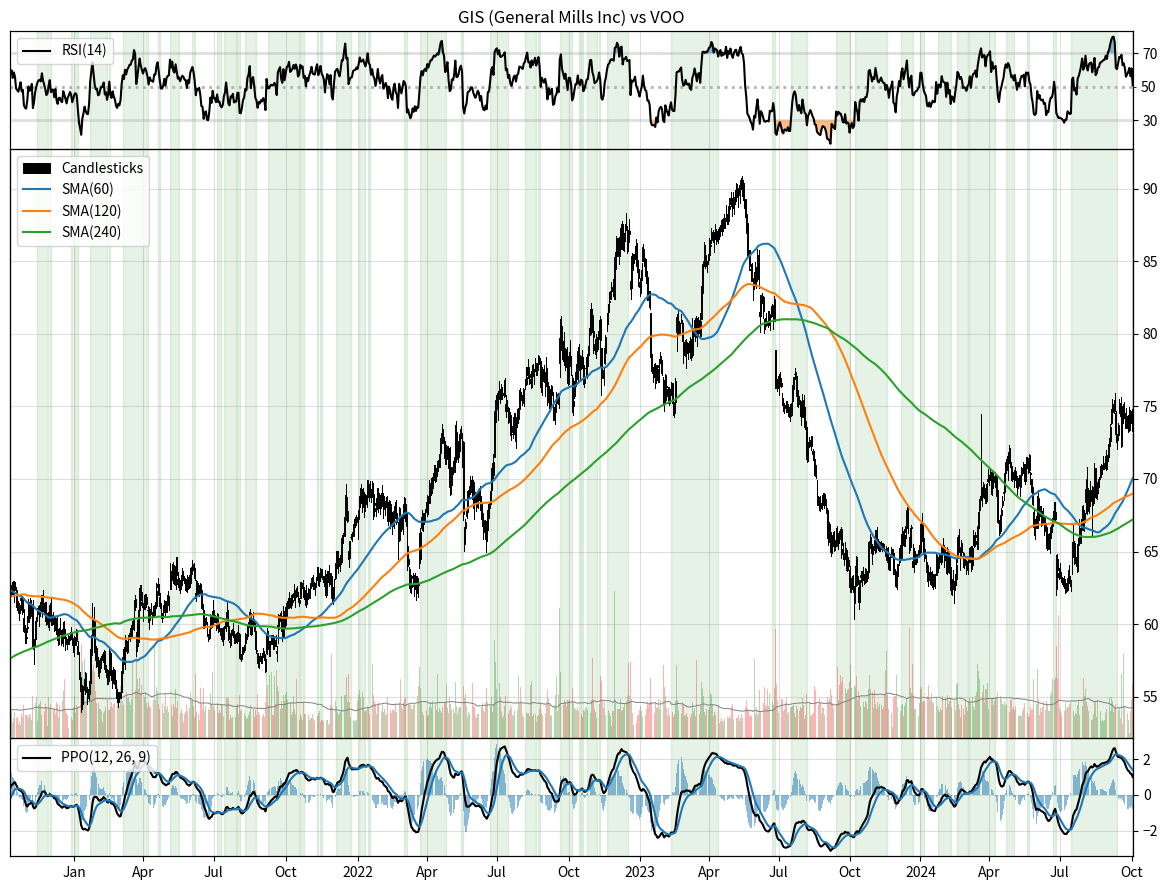 GIS (General Mills Inc) vs VOO
RSI(14)
70
50
30
Candlesticks
SMA(60)
SMA(120)
SMA(240)
90
85
80
75
70
65
60
55
PPO(12, 26, 9)
2
0
−2
Jan Apr Jul Oct 2022 Apr Jul Oct 2023 Apr Jul Oct 2024 Apr Jul Oct